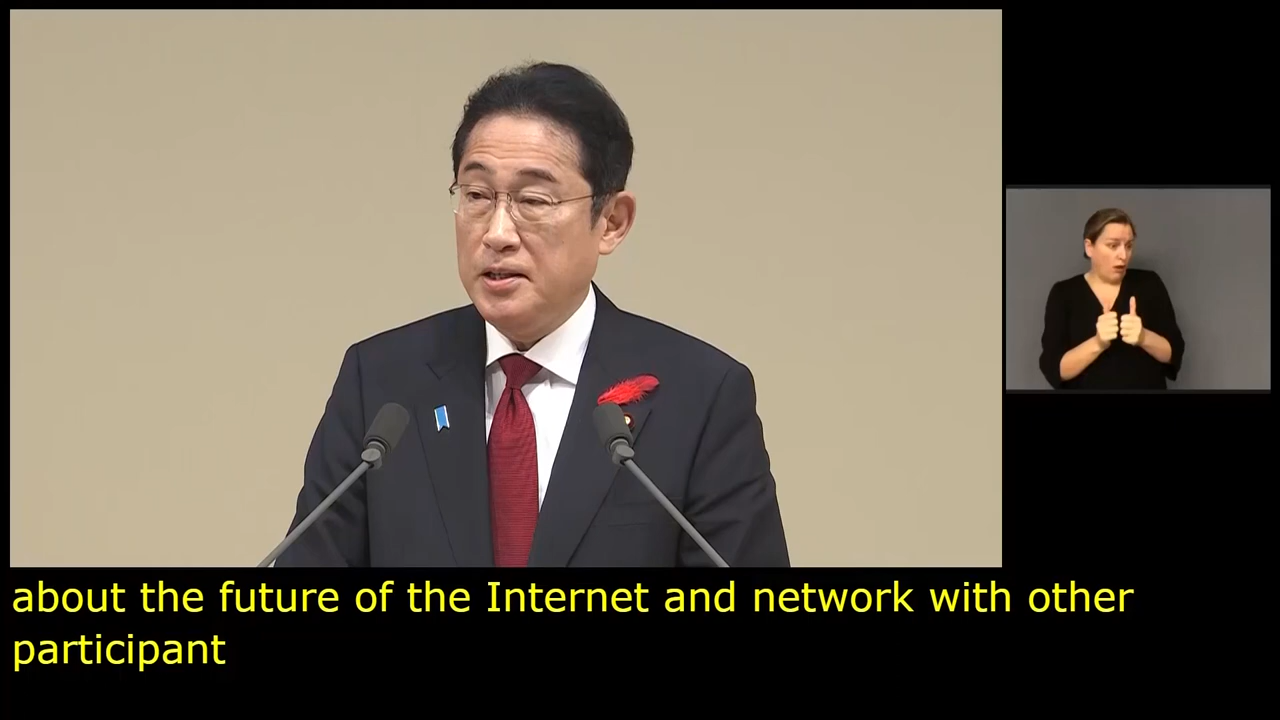 about the future of the Internet and network with other
participant